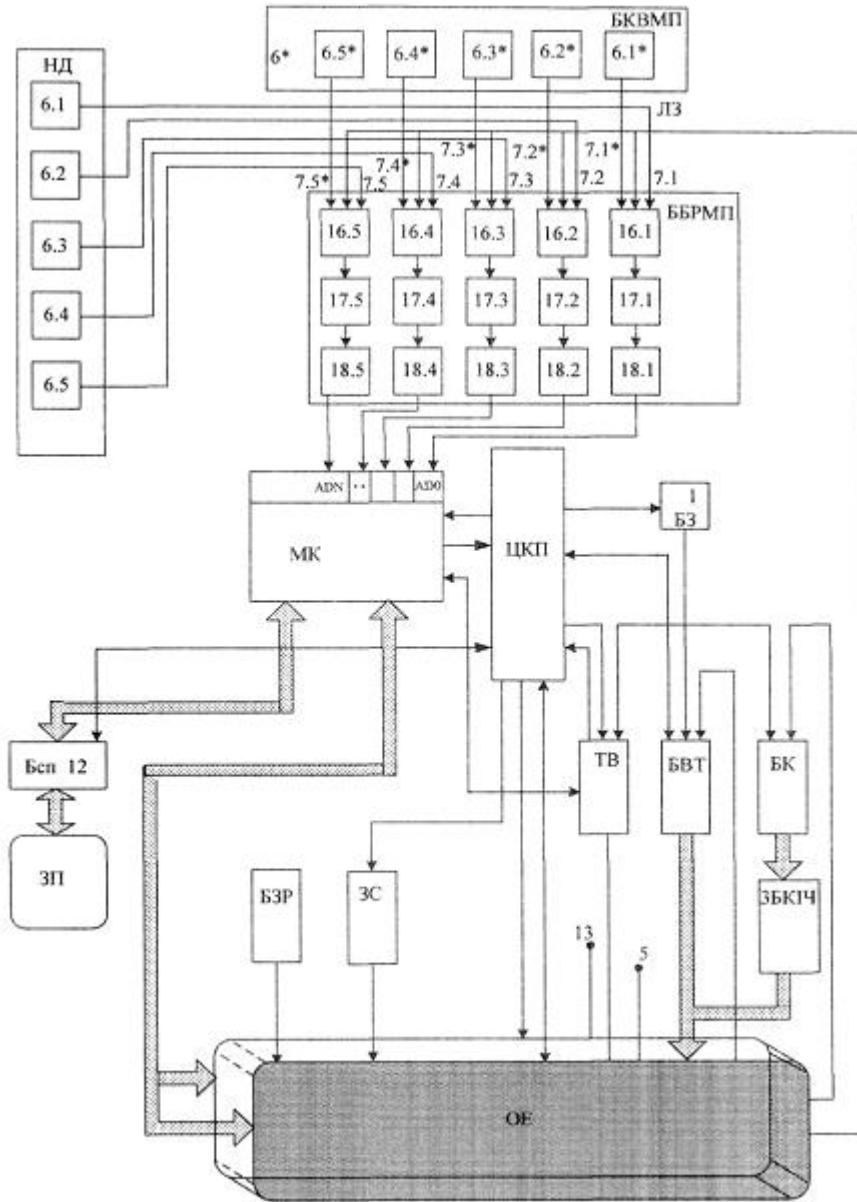 БКВМП
6* 6.5* 6.4* 6.3* 6.2* 6.1*
НД
6.1
6.2
6.3
6.4
6.5
ЛЗ
7.5* 7.5 7.4* 7.4 7.3* 7.3 7.2* 7.2 7.1* 7.1
ББРМП
16.5 16.4 16.3 16.2 16.1
17.5 17.4 17.3 17.2 17.1
18.5 18.4 18.3 18.2 18.1
ADN .. AD0
МК
ЦКП
1
БЗ
Бсп 12
ТВ
БВТ
БК
ЗП
БЗР
ЗС
ЗБКІЧ
13
5
ОЕ